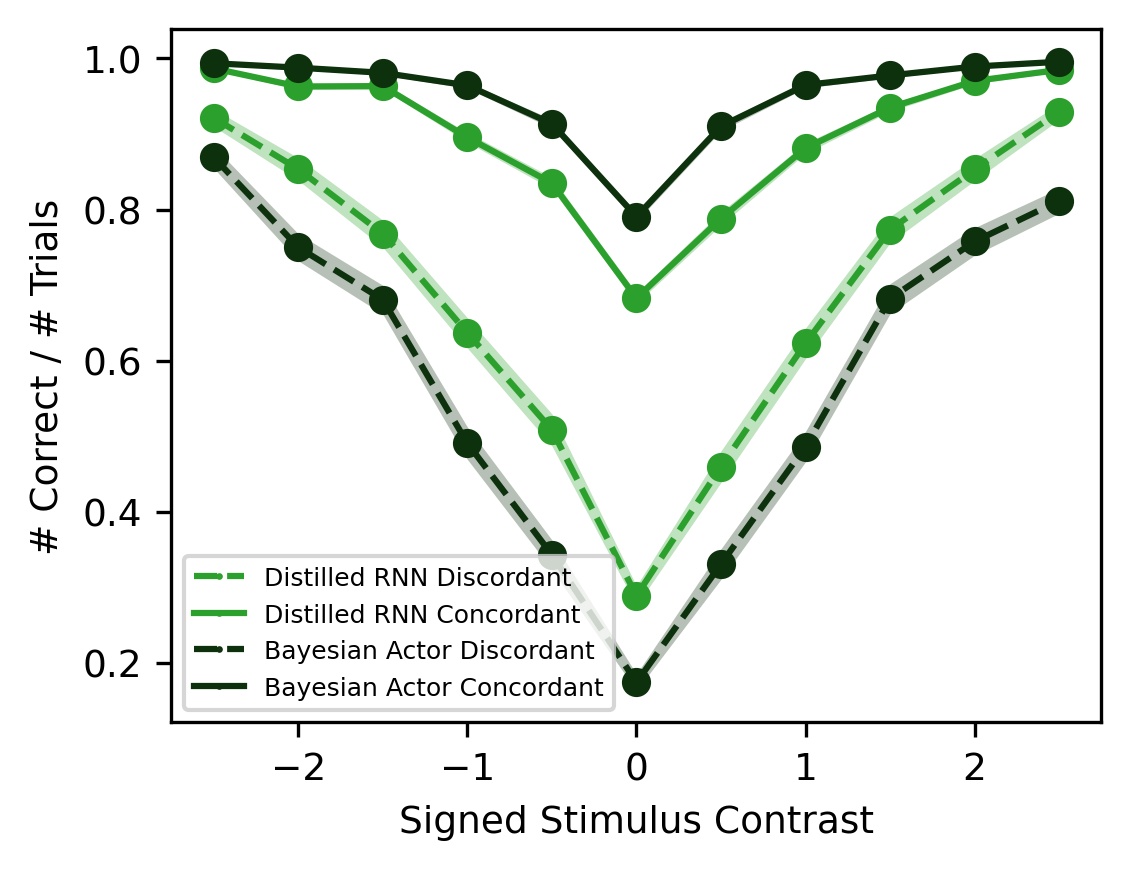 1.0
0.8
0.6
0.4
0.2
# Correct / # Trials
Distilled RNN Discordant
Distilled RNN Concordant
Bayesian Actor Discordant
Bayesian Actor Concordant
−2
−1
0
1
2
Signed Stimulus Contrast